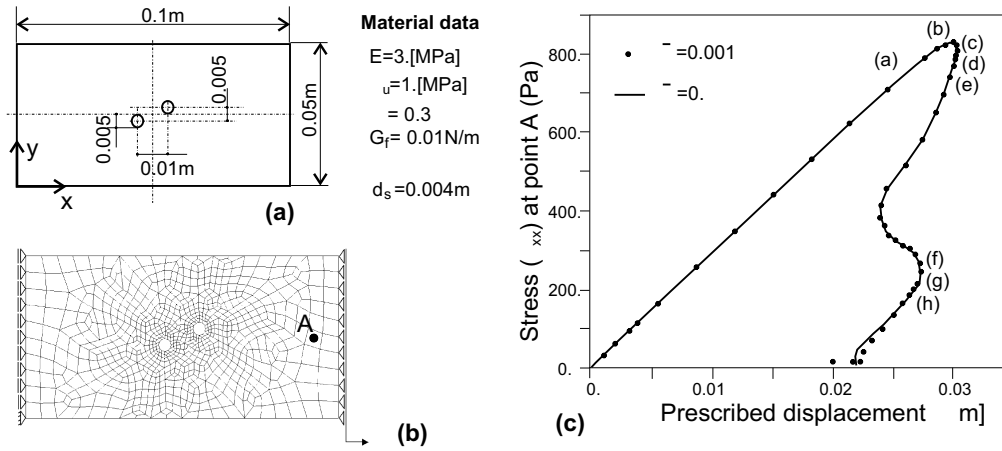 (a)
0.1m
0.005
0.005
0.01m
0.05m
y
x
(a)
Material data
E=3.[MPa]
u=1.[MPa]
= 0.3
Gf= 0.01N/m
ds=0.004m
A
(b)
Stress ( xx) at point A (Pa)
800.
600.
400.
200.
0.
0.
0.01
0.02
0.03
Prescribed displacement m]
=0.001
=0.
(a)
(b)
(c)
(d)
(e)
(f)
(g)
(h)
(c)